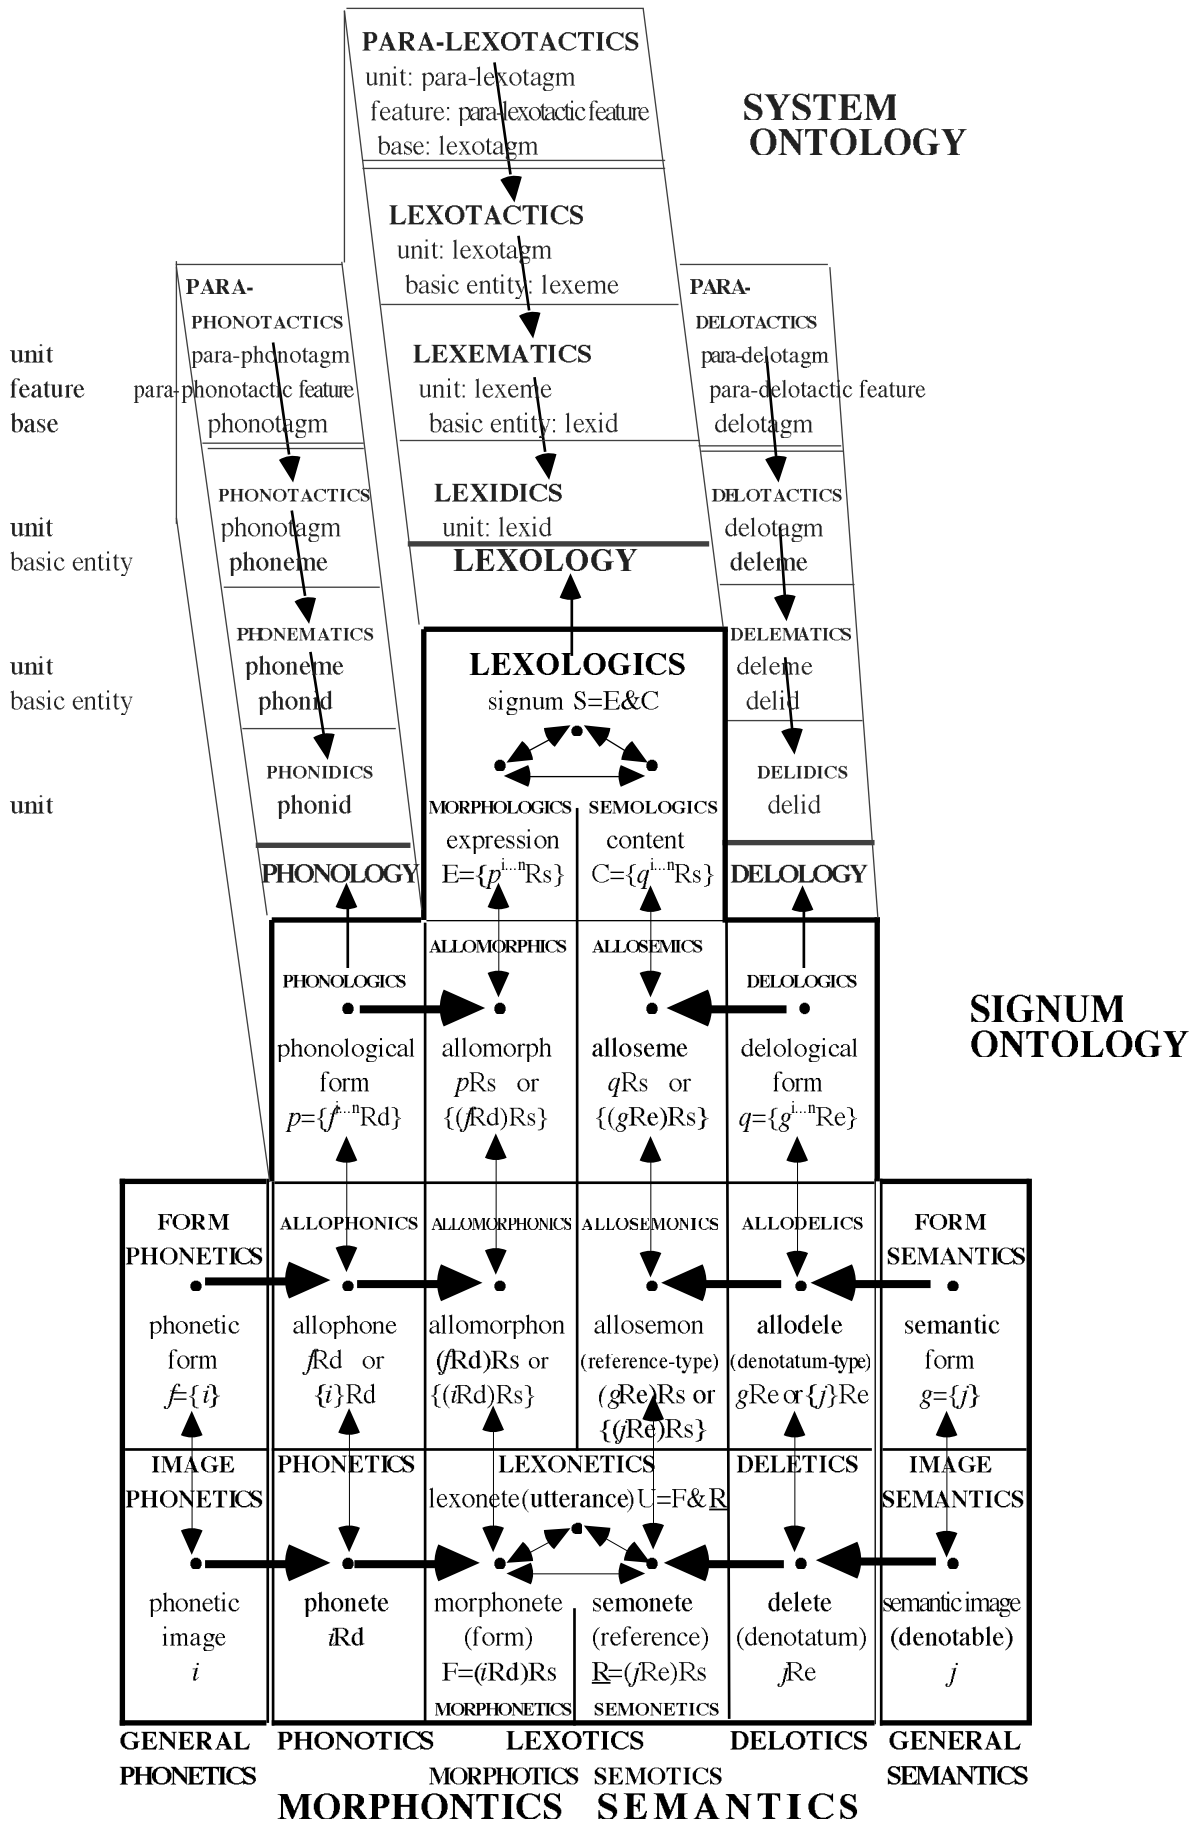 PARA-LEXOTACTICS
unit: para-lexotagm
feature: para-lexotactic feature
base: lexotagm
SYSTEM
ONTOLOGY
LEXOTACTICS
unit: lexotagm
basic entity: lexeme
LEXEMATICS
unit: lexeme
basic entity: lexid
LEXIDICS
unit: lexid
LEXOLOGY
PARA-
PHONOTACTICS
unit para-phonotagm
feature para-phonotactic feature
base phonotagm
PHONOTACTICS
unit phonotagm
basic entity phoneme
PHONEMATICS
unit phoneme
basic entity phonid
PHONIDICS
unit phonid
PHONOLOGY
PARA-
DELOTACTICS
para-delotagm
para-delotactic feature
delotagm
DELOTACTICS
delotagm
deleme
DELEMATICS
deleme
delid
DELIDICS
delid
DELOLOGY
LEXOLOGICS
signum S=E&C
MORPHOLOGICS
expression
E={p^i...n Rs}
SEMOLOGICS
content
C={q^i...n Rs}
SIGNUM
ONTOLOGY
PHONOLOGICS
phonological
form
p={f^i...n Rd}
ALLOMORPHICS
allomorph
pRs or
{(fRd)Rs}
ALLOSEMICS
alloseme
qRs or
{(gRe)Rs}
DELOLOGICS
delological
form
q={g^i...n Re}
FORM
PHONETICS
phonetic
form
f={i}
ALLOPHONICS
allophone
fRd or
{i}Rd
ALLOMORPHONICS
allomorphon
(fRd)Rs or
{(iRd)Rs}
ALLOSEMONICS
allosemon
(reference-type)
(gRe)Rs or
{(jRe)Rs}
ALLODELICS
allodele
(denotatum-type)
gRe or {j}Re
FORM
SEMANTICS
semantic
form
g={j}
IMAGE
PHONETICS
phonetic
image
i
PHONETICS
phonete
iRd
LEXONETICS
lexonete(utterance) U=F&R
morphonete
(form)
F=(iRd)Rs
MORPHONETICS
semonete
(reference)
R=(jRe)Rs
SEMONETICS
DELETICS
delete
(denotatum)
jRe
IMAGE
SEMANTICS
semantic image
(denotable)
j
GENERAL
PHONETICS
PHONOTICS
LEXOTICS
DELOTICS
GENERAL
SEMANTICS
MORPHOTICS SEMOTICS
MORPHONTICS SEMANTICS